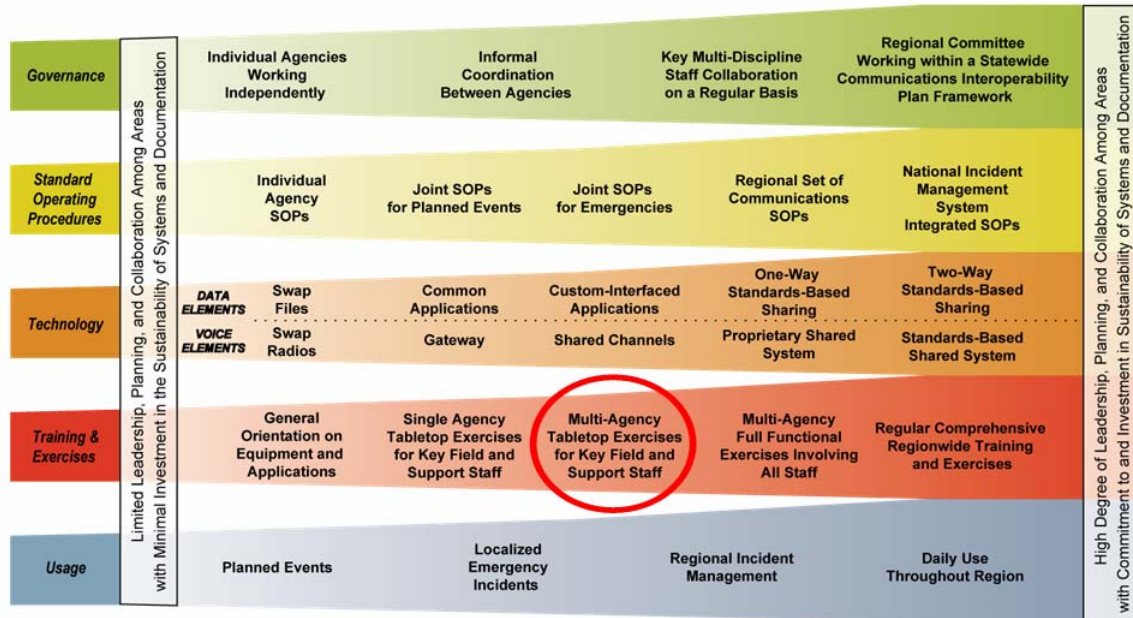 Limited Leadership, Planning, and Collaboration Among Areas
with Minimal Investment in the Sustainability of Systems and Documentation
Governance
Individual Agencies
Working
Independently
Informal
Coordination
Between Agencies
Key Multi-Discipline
Staff Collaboration
on a Regular Basis
Regional Committee
Working within a Statewide
Communications Interoperability
Plan Framework
Standard
Operating
Procedures
Individual
Agency
SOPs
Joint SOPs
for Planned Events
Joint SOPs
for Emergencies
Regional Set of
Communications
SOPs
National Incident
Management
System
Integrated SOPs
Technology
DATA
ELEMENTS
Swap
Files
Common
Applications
Custom-Interfaced
Applications
One-Way
Standards-Based
Sharing
Two-Way
Standards-Based
Sharing
VOICE
ELEMENTS
Swap
Radios
Gateway
Shared Channels
Proprietary Shared
System
Standards-Based
Shared System
Training &
Exercises
General
Orientation on
Equipment and
Applications
Single Agency
Tabletop Exercises
for Key Field and
Support Staff
Multi-Agency
Tabletop Exercises
for Key Field and
Support Staff
Multi-Agency
Full Functional
Exercises Involving
All Staff
Regular Comprehensive
Regionwide Training
and Exercises
Usage
Planned Events
Localized
Emergency
Incidents
Regional Incident
Management
Daily Use
Throughout Region
High Degree of Leadership, Planning, and Collaboration Among Areas
with Commitment to and Investment in Sustainability of Systems and Documentation